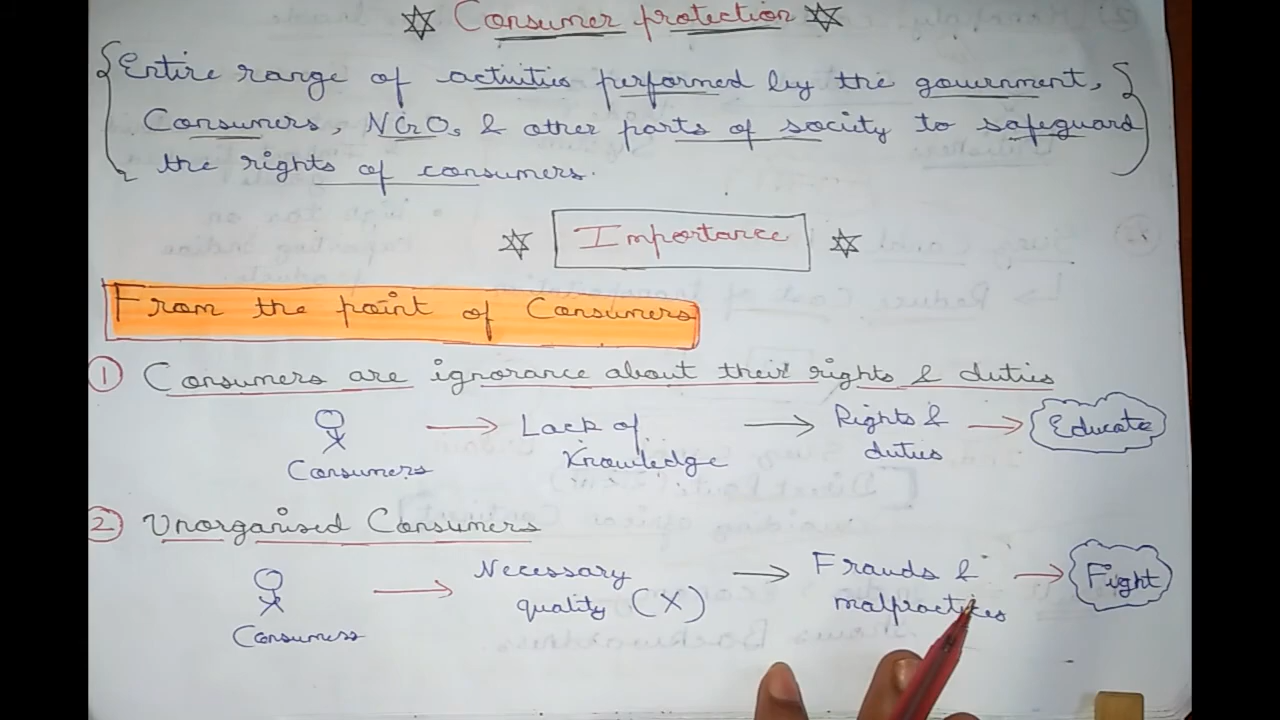 Consumer protection
Entire range of activities performed by the government,
Consumers, NGOs & other parts of society to safeguard
the rights of consumers.
Importance
From the point of Consumers
1 Consumers are ignorance about their rights & duties
Consumers → Lack of Knowledge → Rights & duties → Educate
2 Unorganised Consumers
Consumers → Necessary quality (X) → Frauds & malpractices → Fight